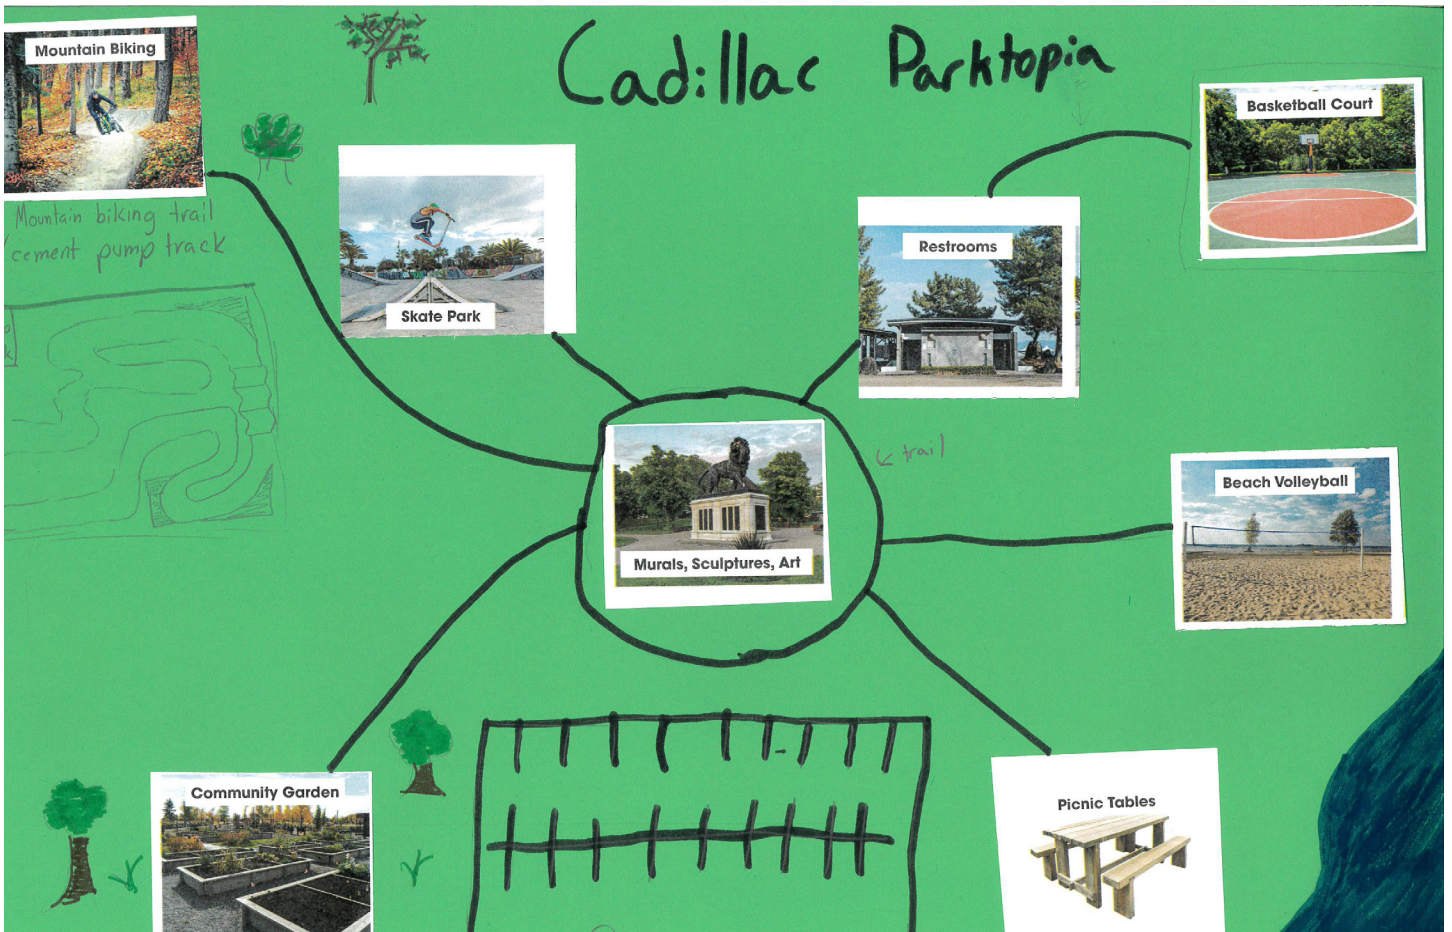 Cadillac Parktopia
Mountain Biking
Basketball Court
Mountain biking trail
cement pump track
Restrooms
Skate Park
trail
Beach Volleyball
Murals, Sculptures, Art
Community Garden
Picnic Tables